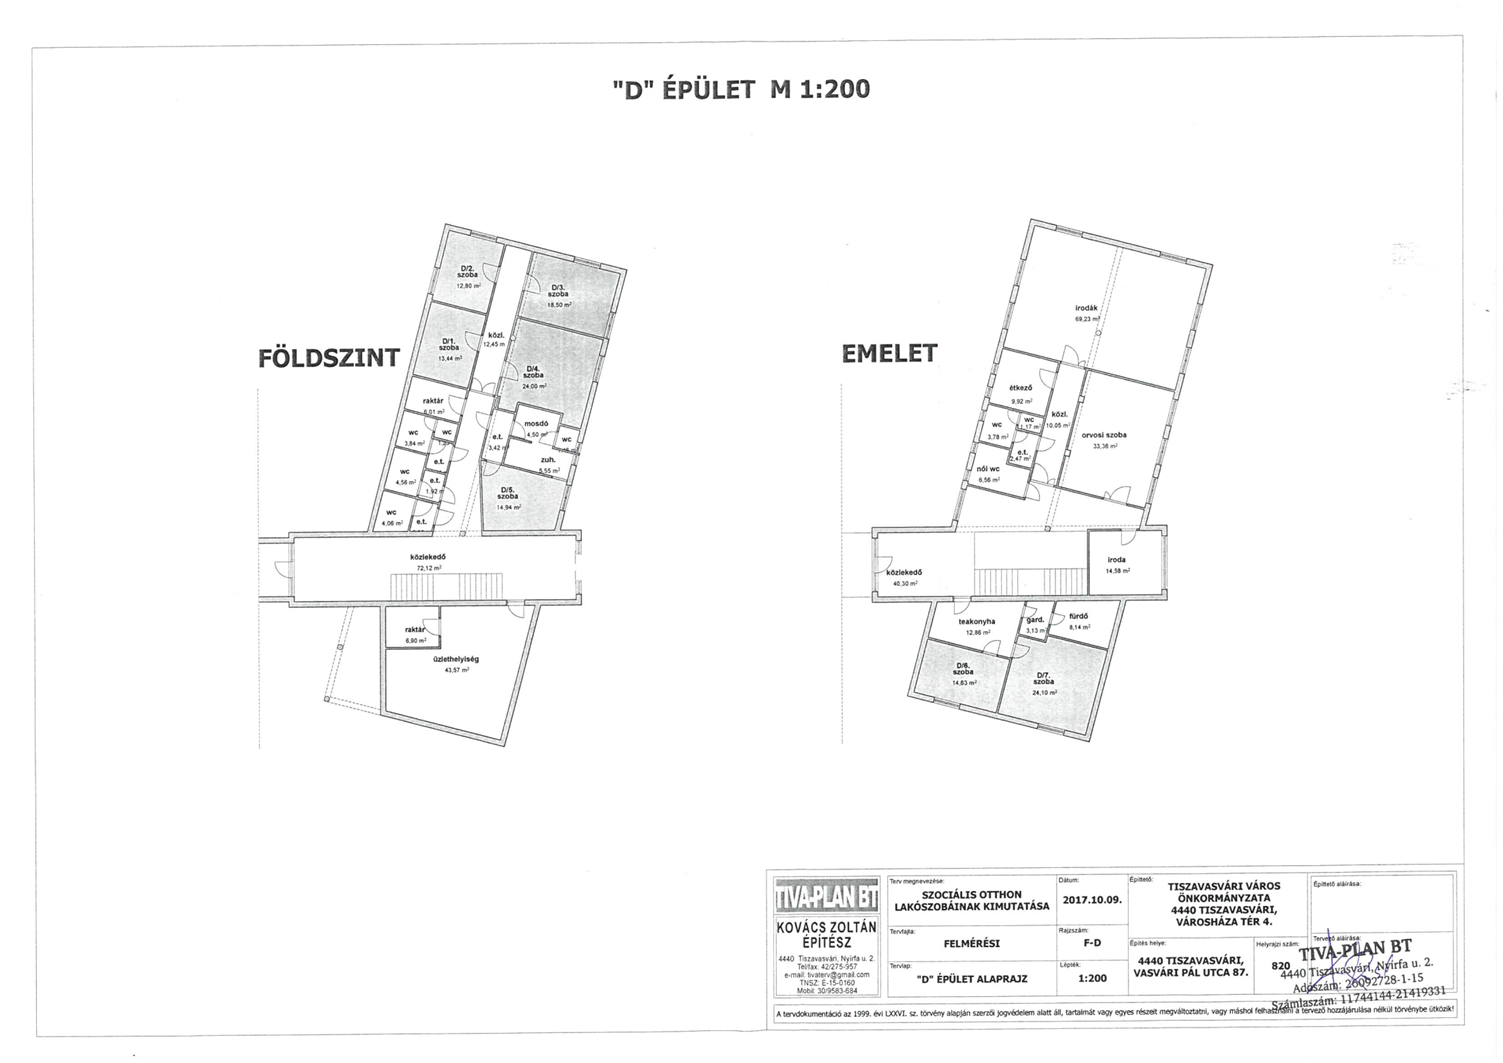 "D" ÉPÜLET M 1:200
FÖLDSZINT
D/2.
szoba
12,80 m²
D/3.
szoba
18,50 m²
közl.
12,45 m
D/1.
szoba
13,44 m²
D/4.
szoba
24,00 m²
raktár
6,01 m²
mosdó
4,50 m²
wc
3,84 m²
wc
e.t.
3,42 m²
wc
e.t.
zuh.
5,55 m²
wc
4,56 m²
e.t.
1,92 m
D/5.
szoba
14,94 m²
wc
4,06 m²
e.t.
közlekedő
72,12 m²
raktár
6,90 m²
üzlethelyiség
43,57 m²
EMELET
irodák
69,23 m²
étkező
9,92 m²
közl.
10,05 m²
wc
1,17 m²
wc
3,78 m²
orvosi szoba
33,36 m²
e.t.
2,47 m²
női wc
6,56 m²
iroda
14,58 m²
közlekedő
40,30 m²
teakonyha
12,86 m²
gard.
3,13 m²
fürdő
8,14 m²
D/6.
szoba
14,63 m²
D/7.
szoba
24,10 m²
TIVA-PLAN BT
KOVÁCS ZOLTÁN
ÉPÍTÉSZ
4440 Tiszavasvári, Nyírfa u. 2.
Tel/fax: 42/275-957
e-mail: tivaterv@gmail.com
TNSZ: É-15-0160
Mobil: 30/9583-684
Terv megnevezése:
SZOCIÁLIS OTTHON
LAKÓSZOBÁINAK KIMUTATÁSA
Dátum:
2017.10.09.
Építtető:
TISZAVASVÁRI VÁROS
ÖNKORMÁNYZATA
4440 TISZAVASVÁRI,
VÁROSHÁZA TÉR 4.
Építtető aláírása:
Tervfajta:
FELMÉRÉSI
Rajzszám:
F-D
Építés helye:
4440 TISZAVASVÁRI,
VASVÁRI PÁL UTCA 87.
Helyrajzi szám:
820
Tervező aláírása:
Tervlap:
"D" ÉPÜLET ALAPRAJZ
Lépték:
1:200
TIVA-PLAN BT
4440 Tiszavasvári, Nyírfa u. 2.
Adószám: 26092728-1-15
Számlaszám: 11744144-21419331
A tervdokumentáció az 1999. évi LXXVI. sz. törvény alapján szerzői jogvédelem alatt áll, tartalmát vagy egyes részeit megváltoztatni, vagy máshol felhasználni a tervező hozzájárulása nélkül törvénybe ütközik!